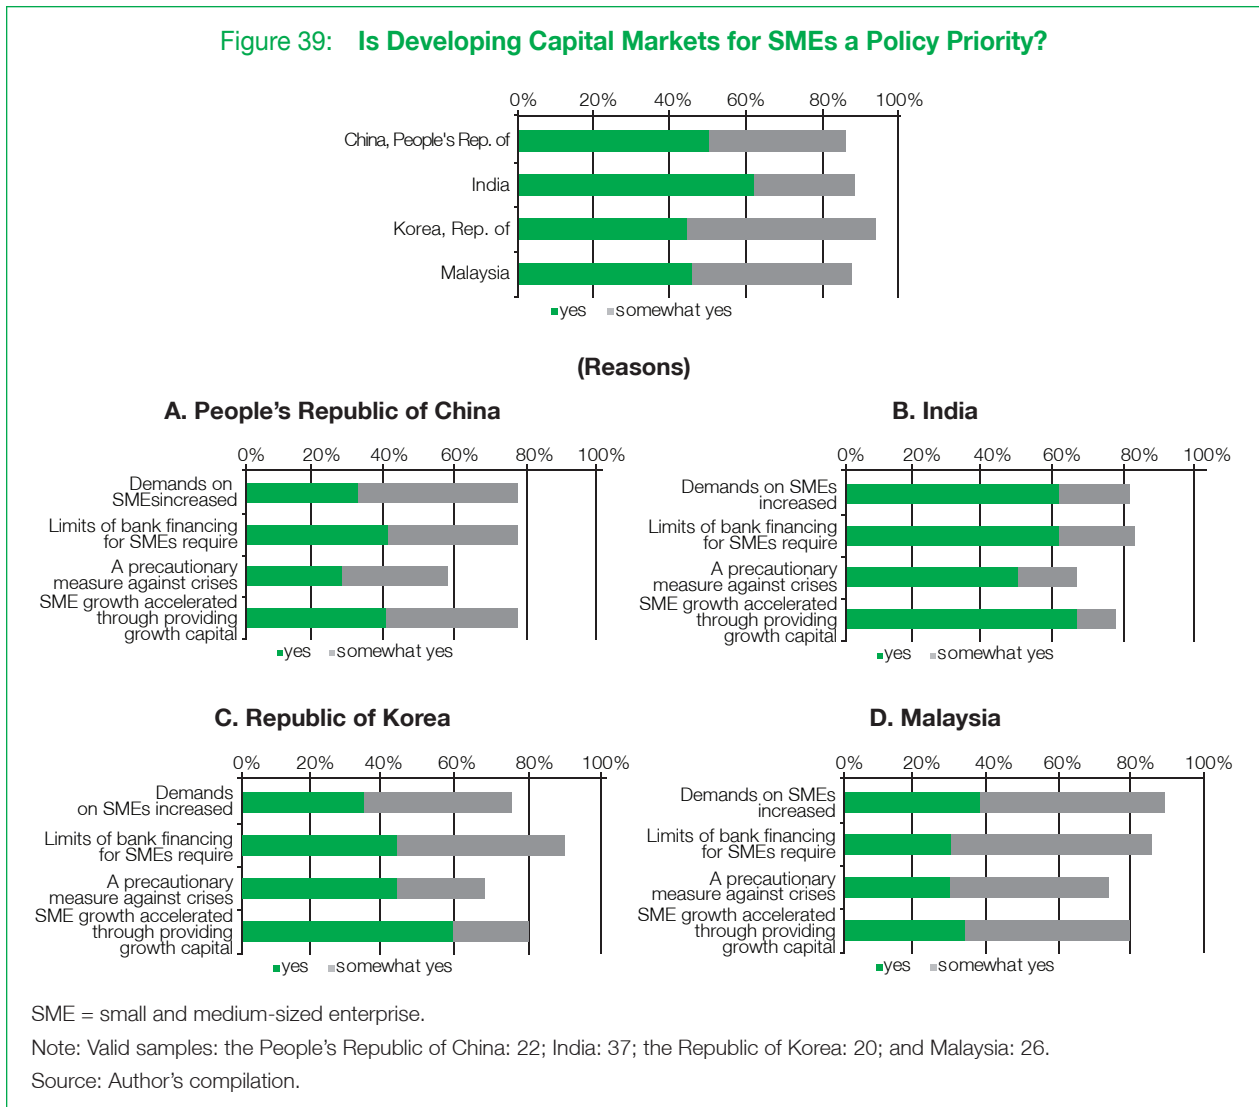 Figure 39: Is Developing Capital Markets for SMEs a Policy Priority?
0% 20% 40% 60% 80% 100%
China, People's Rep. of
India
Korea, Rep. of
Malaysia
yes somewhat yes
(Reasons)
A. People's Republic of China
0% 20% 40% 60% 80% 100%
Demands on
SMEsincreased
Limits of bank financing
for SMEs require
A precautionary
measure against crises
SME growth accelerated
through providing
growth capital
yes somewhat yes
B. India
0% 20% 40% 60% 80% 100%
Demands on SMEs
increased
Limits of bank financing
for SMEs require
A precautionary
measure against crises
SME growth accelerated
through providing
growth capital
yes somewhat yes
C. Republic of Korea
0% 20% 40% 60% 80% 100%
Demands
on SMEs increased
Limits of bank financing
for SMEs require
A precautionary
measure against crises
SME growth accelerated
through providing
growth capital
yes somewhat yes
D. Malaysia
0% 20% 40% 60% 80% 100%
Demands on SMEs
increased
Limits of bank financing
for SMEs require
A precautionary
measure against crises
SME growth accelerated
through providing
growth capital
yes somewhat yes
SME = small and medium-sized enterprise.
Note: Valid samples: the People's Republic of China: 22; India: 37; the Republic of Korea: 20; and Malaysia: 26.
Source: Author's compilation.